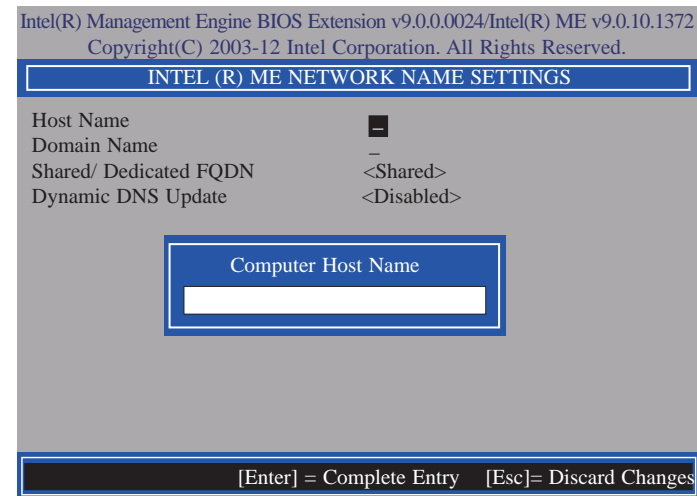 Intel(R) Management Engine BIOS Extension v9.0.0.0024/Intel(R) ME v9.0.10.1372
Copyright(C) 2003-12 Intel Corporation. All Rights Reserved.
INTEL (R) ME NETWORK NAME SETTINGS
Host Name _
Domain Name _
Shared/ Dedicated FQDN <Shared>
Dynamic DNS Update <Disabled>
Computer Host Name
[Enter] = Complete Entry [Esc]= Discard Changes